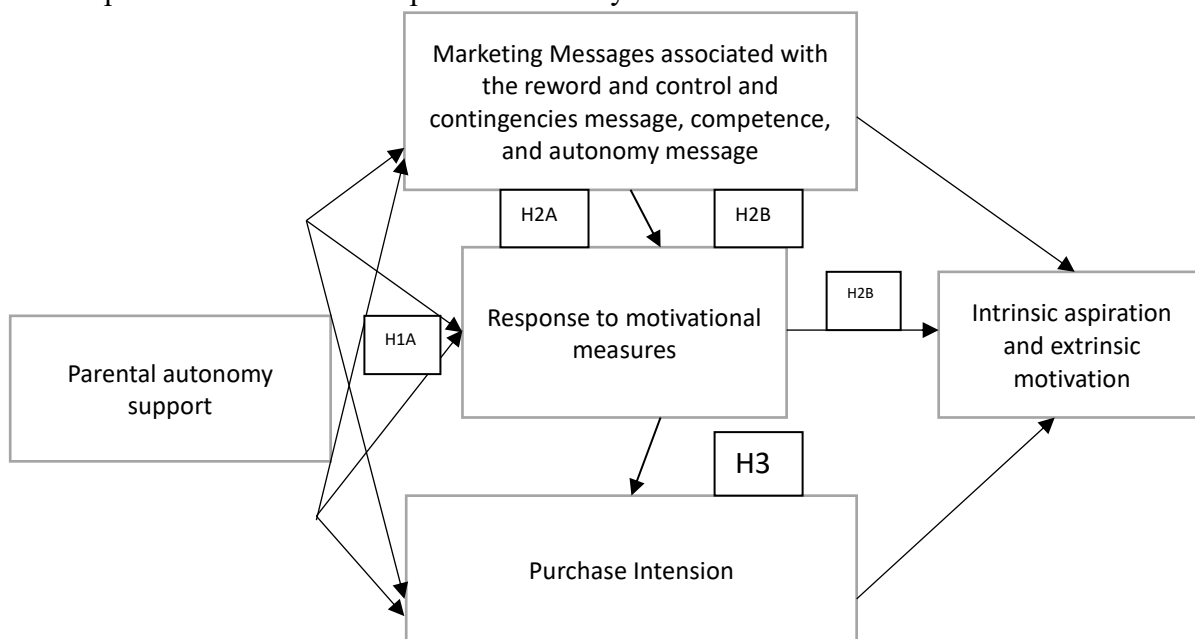 Marketing Messages associated with
the reword and control and
contingencies message, competence,
and autonomy message
H2A
H2B
Response to motivational
measures
H2B
Intrinsic aspiration
and extrinsic
motivation
H1A
Parental autonomy
support
H3
Purchase Intension